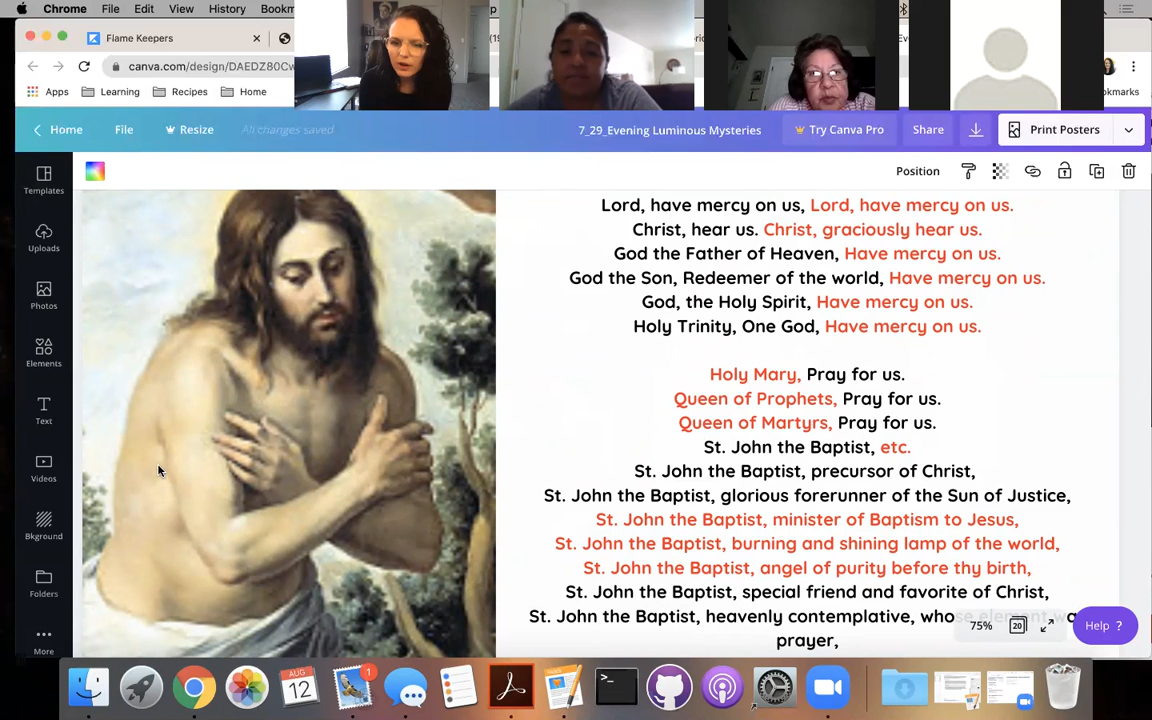 Chrome File Edit View History Bookm
Flame Keepers
canva.com/design/DAEDZ80Cw
Apps Learning Recipes Home
okmarks
Home File Resize All changes saved 7_29_Evening Luminous Mysteries Try Canva Pro Share Print Posters
Position
Templates
Uploads
Photos
Elements
Text
Videos
Bkground
Folders
More
Lord, have mercy on us, Lord, have mercy on us.
Christ, hear us. Christ, graciously hear us.
God the Father of Heaven, Have mercy on us.
God the Son, Redeemer of the world, Have mercy on us.
God, the Holy Spirit, Have mercy on us.
Holy Trinity, One God, Have mercy on us.
Holy Mary, Pray for us.
Queen of Prophets, Pray for us.
Queen of Martyrs, Pray for us.
St. John the Baptist, etc.
St. John the Baptist, precursor of Christ,
St. John the Baptist, glorious forerunner of the Sun of Justice,
St. John the Baptist, minister of Baptism to Jesus,
St. John the Baptist, burning and shining lamp of the world,
St. John the Baptist, angel of purity before thy birth,
St. John the Baptist, special friend and favorite of Christ,
St. John the Baptist, heavenly contemplative, whose element wa
prayer,
75% 20 Help ?
AUG
12
1